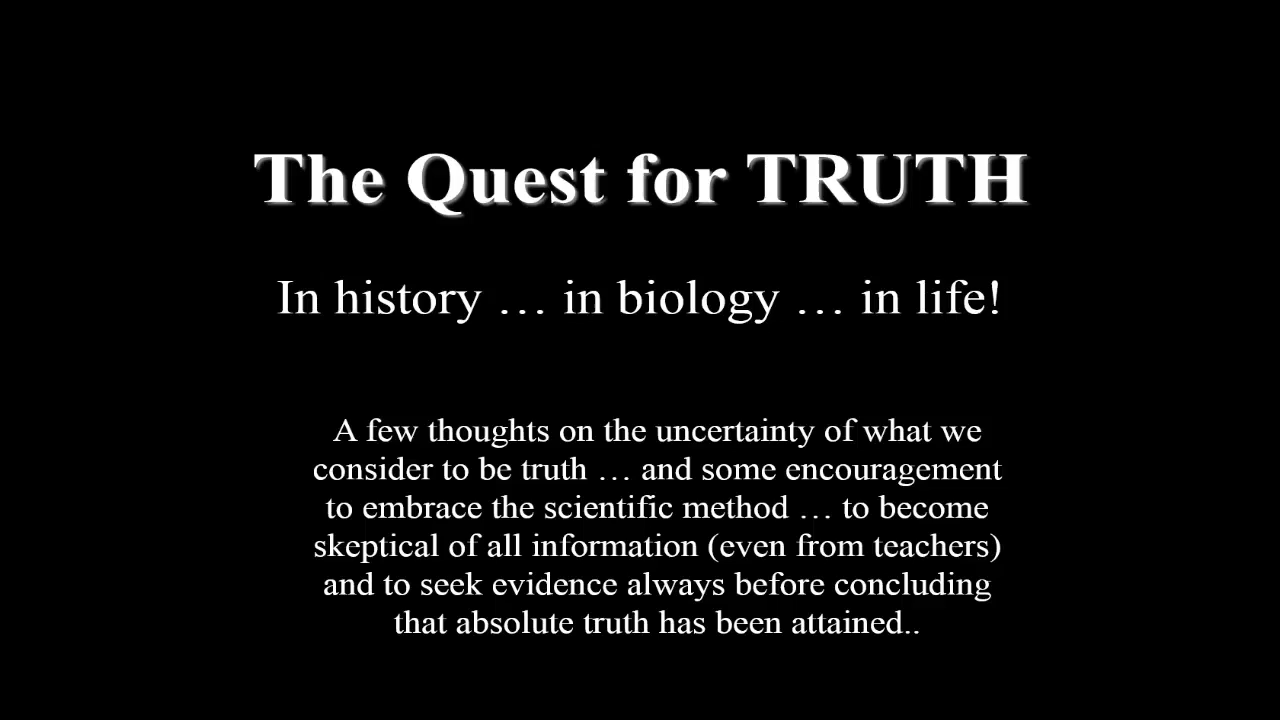 The Quest for TRUTH
In history … in biology … in life!
A few thoughts on the uncertainty of what we
consider to be truth … and some encouragement
to embrace the scientific method … to become
skeptical of all information (even from teachers)
and to seek evidence always before concluding
that absolute truth has been attained..